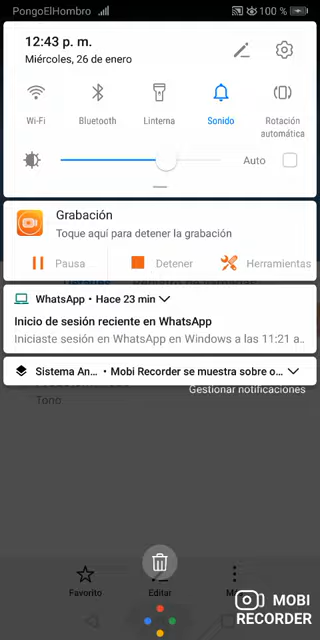 PongoElHombro
100 %
12:43 p. m.
Miércoles, 26 de enero
Wi-Fi
Bluetooth
Linterna
Sonido
Rotación
automática
Auto
Grabación
Toque aquí para detener la grabación
Pausa
Detener
Herramientas
WhatsApp • Hace 23 min
Inicio de sesión reciente en WhatsApp
Iniciaste sesión en WhatsApp en Windows a las 11:21 a..
Sistema An... • Mobi Recorder se muestra sobre o...
Gestionar notificaciones
Tono
Favorito
Editar
MOBI
RECORDER